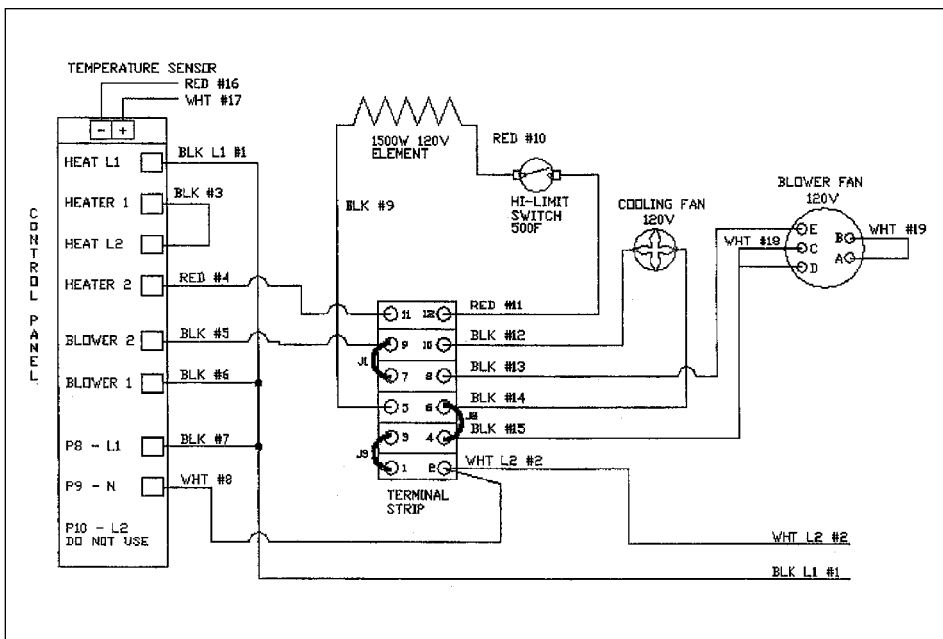 TEMPERATURE SENSOR
RED #16
WHT #17
- +
CONTROL PANEL
HEAT L1
BLK L1 #1
HEATER 1
BLK #3
HEAT L2
HEATER 2
RED #4
BLOWER 2
BLK #5
BLOWER 1
BLK #6
P8 - L1
BLK #7
P9 - N
WHT #8
P10 - L2
DO NOT USE
1500W 120V
ELEMENT
BLK #9
RED #10
HI-LIMIT
SWITCH
500F
COOLING FAN
120V
BLOWER FAN
120V
E
C
D
B
A
WHT #18
WHT #19
11 12
RED #11
9 10
BLK #12
J1
7 8
BLK #13
5 6
BLK #14
4
BLK #15
1
WHT L2 #2
TERMINAL
STRIP
WHT L2 #2
BLK L1 #1